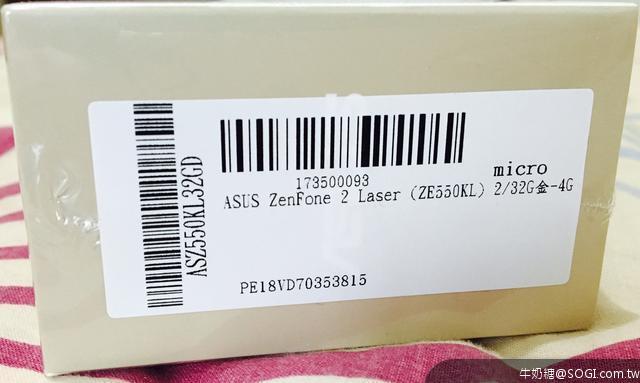 ASZ550KL32GD
173500093
micro
ASUS ZenFone 2 Laser (ZE550KL) 2/32G金-4G
PE18VD70353815
牛奶糖@SOGI.com.tw